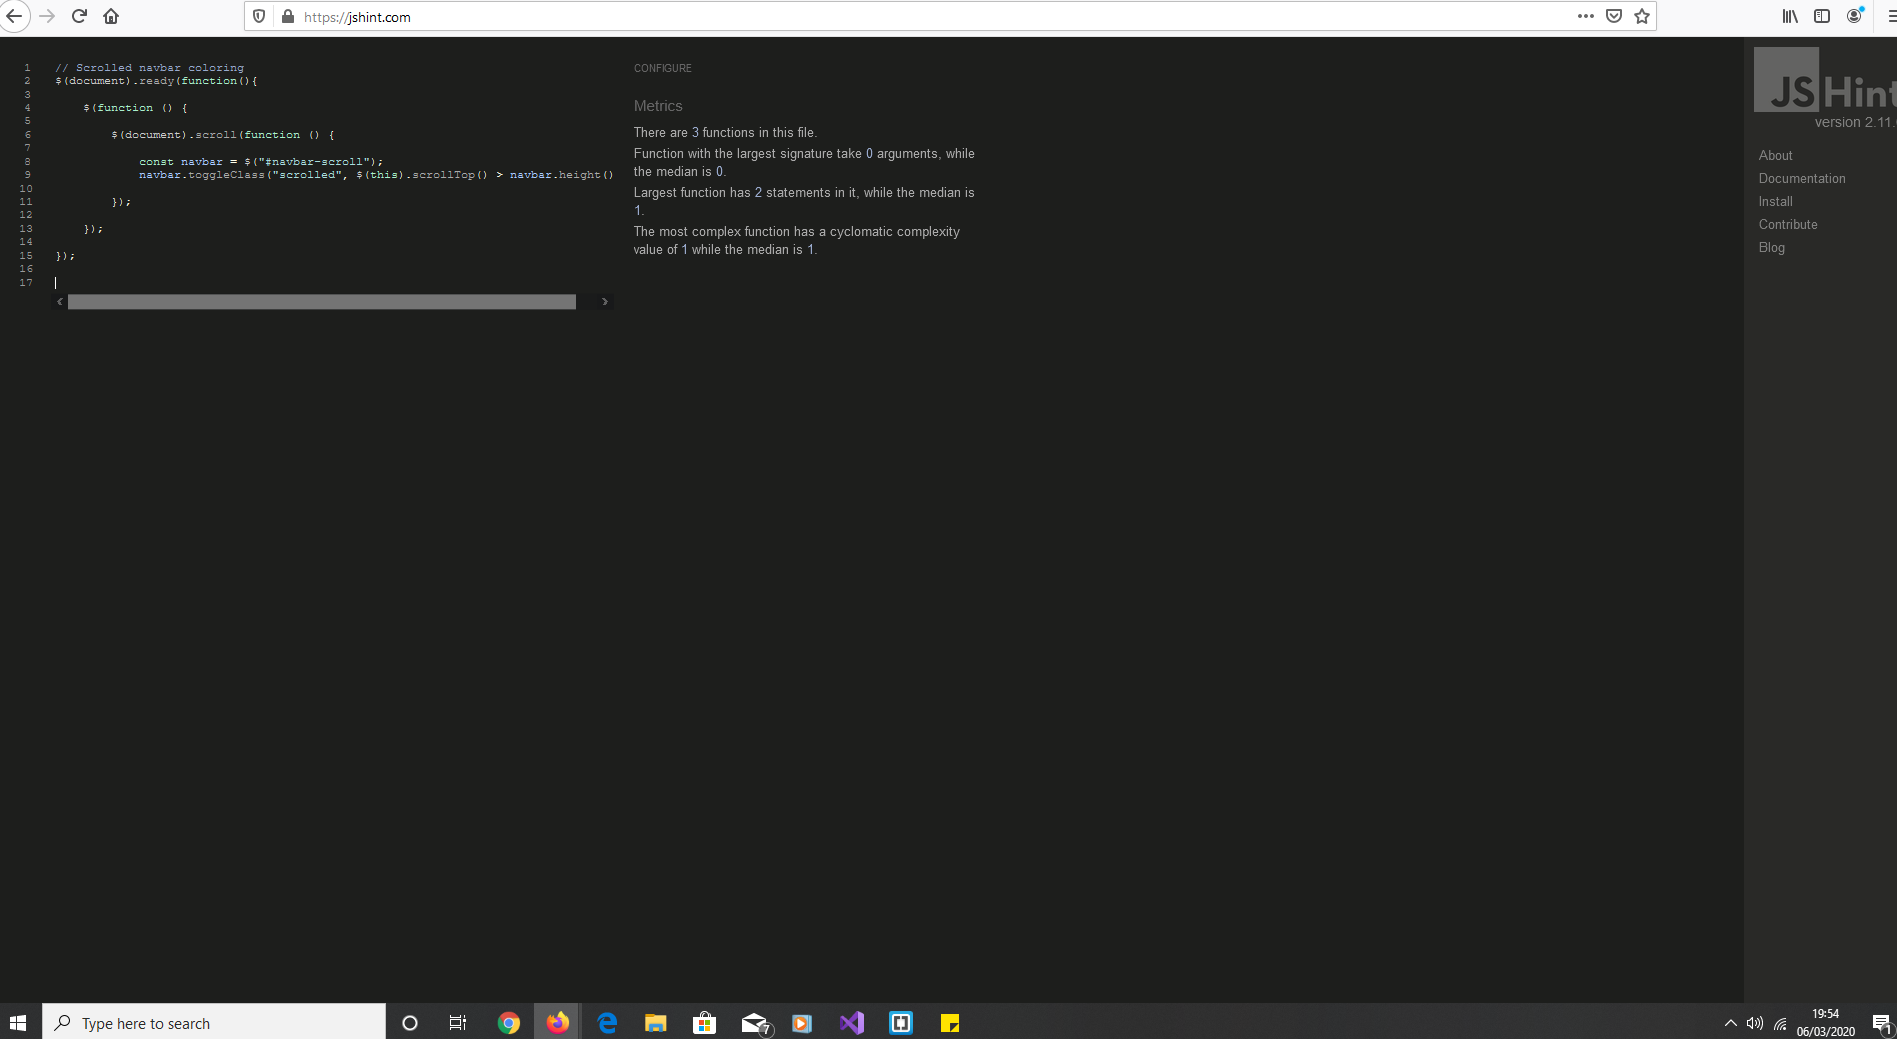 https://jshint.com
1 // Scrolled navbar coloring
2 $(document).ready(function(){
3
4 $(function () {
5
6 $(document).scroll(function () {
7
8 const navbar = $("#navbar-scroll");
9 navbar.toggleClass("scrolled", $(this).scrollTop() > navbar.height()
10
11 });
12
13 });
14
15 });
16
17
CONFIGURE
Metrics
There are 3 functions in this file.
Function with the largest signature take 0 arguments, while
the median is 0.
Largest function has 2 statements in it, while the median is
1.
The most complex function has a cyclomatic complexity
value of 1 while the median is 1.
JS Hint
version 2.11.
About
Documentation
Install
Contribute
Blog
Type here to search
7
19:54
06/03/2020
1